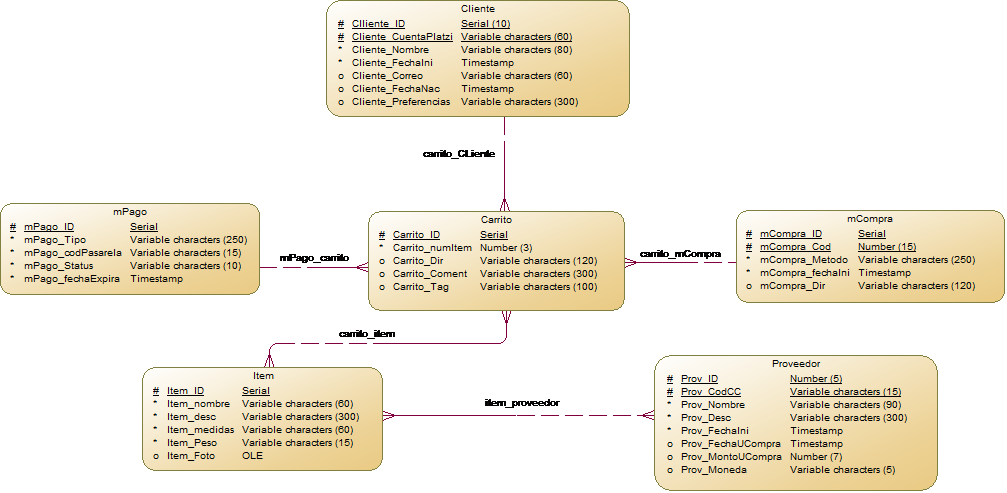 Cliente
# Clliente_ID Serial (10)
# Cliente_CuentaPlatzi Variable characters (60)
* Cliente_Nombre Variable characters (80)
* Cliente_FechaIni Timestamp
o Cliente_Correo Variable characters (60)
o Cliente_FechaNac Timestamp
o Cliente_Preferencias Variable characters (300)
carrito_CLiente
mPago
# mPago_ID Serial
* mPago_Tipo Variable characters (250)
* mPago_codPasarela Variable characters (15)
* mPago_Status Variable characters (10)
* mPago_fechaExpira Timestamp
mPago_carrito
Carrito
# Carrito_ID Serial
* Carrito_numItem Number (3)
o Carrito_Dir Variable characters (120)
o Carrito_Coment Variable characters (300)
o Carrito_Tag Variable characters (100)
carrito_mCompra
mCompra
# mCompra_ID Serial
# mCompra_Cod Number (15)
* mCompra_Metodo Variable characters (250)
* mCompra_fechaIni Timestamp
o mCompra_Dir Variable characters (120)
carrito_item
Item
# Item_ID Serial
* Item_nombre Variable characters (60)
* Item_desc Variable characters (300)
* Item_medidas Variable characters (60)
* Item_Peso Variable characters (15)
o Item_Foto OLE
item_proveedor
Proveedor
# Prov_ID Number (5)
# Prov_CodCC Variable characters (15)
* Prov_Nombre Variable characters (90)
* Prov_Desc Variable characters (300)
* Prov_FechaIni Timestamp
o Prov_FechaUCompra Timestamp
o Prov_MontoUCompra Number (7)
o Prov_Moneda Variable characters (5)